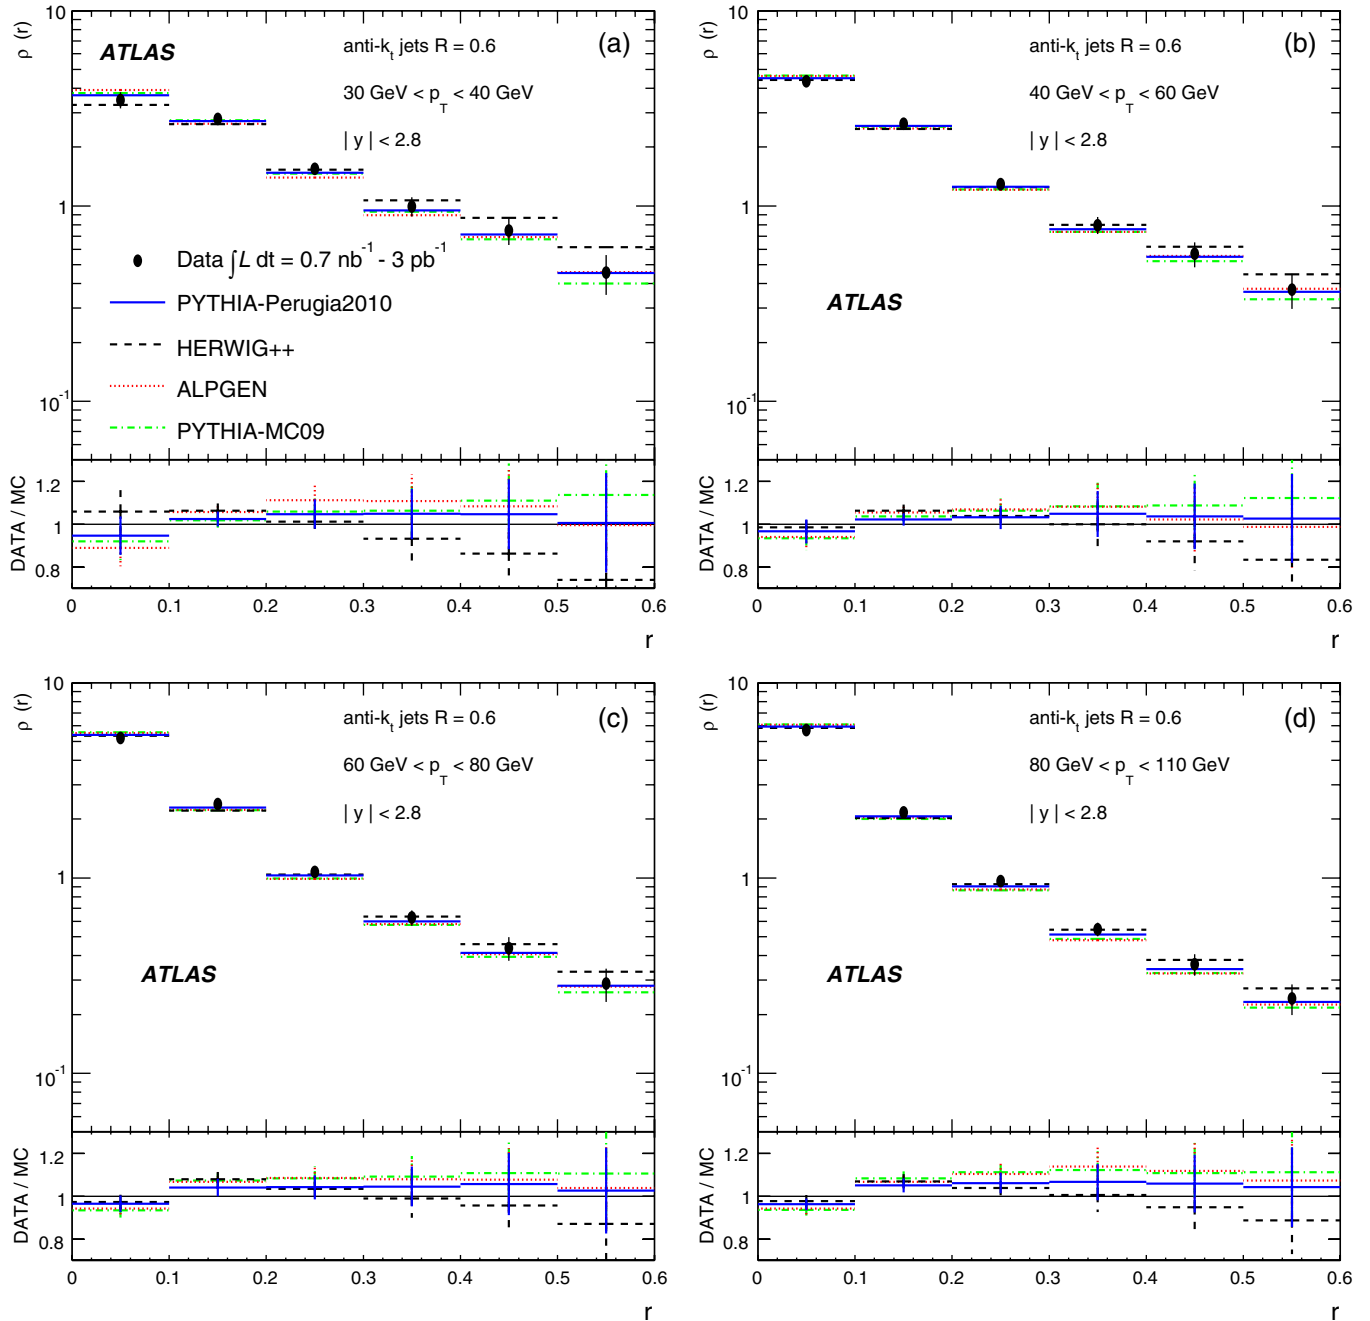 ρ (r)
10
1
10⁻¹
ATLAS
anti-kₜ jets R = 0.6
(a)
30 GeV < p_T < 40 GeV
| y | < 2.8
Data ∫L dt = 0.7 nb⁻¹ - 3 pb⁻¹
PYTHIA-Perugia2010
HERWIG++
ALPGEN
PYTHIA-MC09
DATA / MC
1.2
1
0.8
0 0.1 0.2 0.3 0.4 0.5 0.6
r
ρ (r)
10
1
10⁻¹
anti-kₜ jets R = 0.6
(b)
40 GeV < p_T < 60 GeV
| y | < 2.8
ATLAS
DATA / MC
1.2
1
0.8
0 0.1 0.2 0.3 0.4 0.5 0.6
r
ρ (r)
10
1
10⁻¹
anti-kₜ jets R = 0.6
(c)
60 GeV < p_T < 80 GeV
| y | < 2.8
ATLAS
DATA / MC
1.2
1
0.8
0 0.1 0.2 0.3 0.4 0.5 0.6
r
ρ (r)
10
1
10⁻¹
anti-kₜ jets R = 0.6
(d)
80 GeV < p_T < 110 GeV
| y | < 2.8
ATLAS
DATA / MC
1.2
1
0.8
0 0.1 0.2 0.3 0.4 0.5 0.6
r